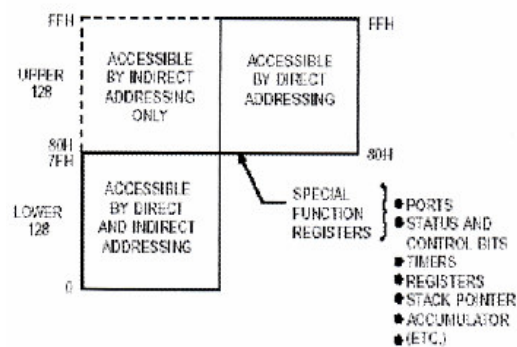 FFH
UPPER
128
80H
7FH
LOWER
128
0
ACCESSIBLE
BY INDIRECT
ADDRESSING
ONLY
ACCESSIBLE
BY DIRECT
ADDRESSING
FFH
80H
ACCESSIBLE
BY DIRECT
AND INDIRECT
ADDRESSING
SPECIAL
FUNCTION
REGISTERS
PORTS
STATUS AND
CONTROL BITS
TIMERS
REGISTERS
STACK POINTER
ACCUMULATOR
(ETC.)